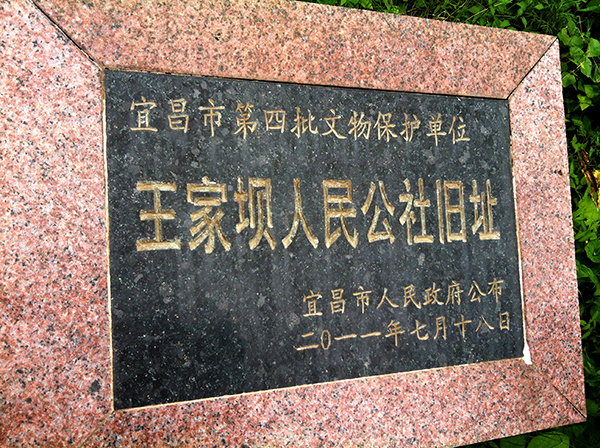 宜昌市第四批文物保护单位
王家坝人民公社旧址
宜昌市人民政府公布
二0一一年七月十八日